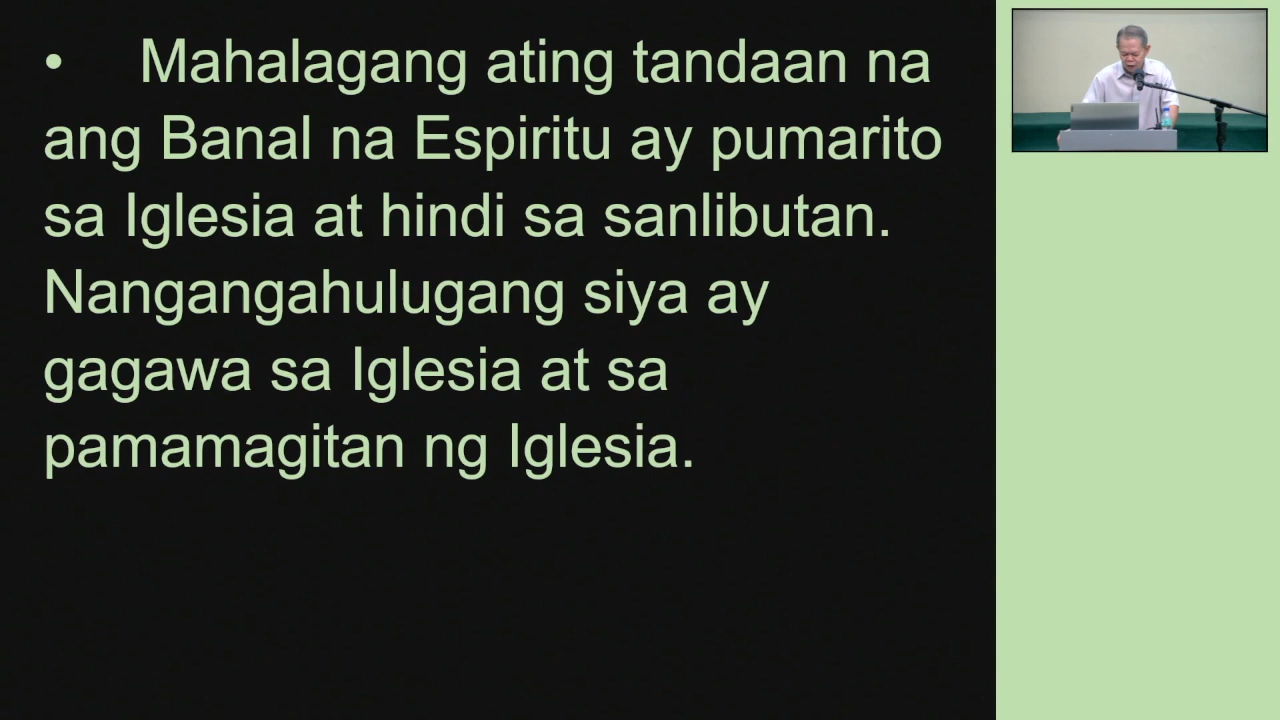 • Mahalagang ating tandaan na
ang Banal na Espiritu ay pumarito
sa Iglesia at hindi sa sanlibutan.
Nangangahulugang siya ay
gagawa sa Iglesia at sa
pamamagitan ng Iglesia.